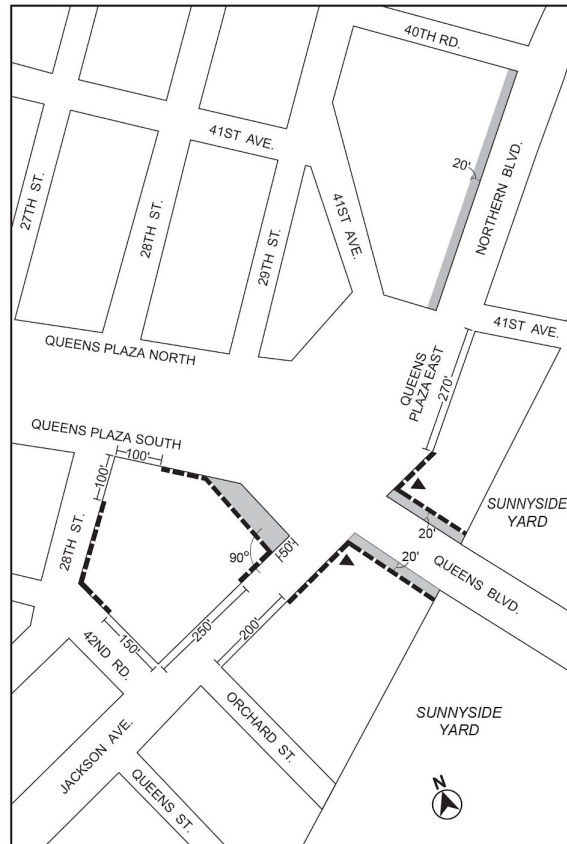 40TH RD.
41ST AVE.
27TH ST.
28TH ST.
29TH ST.
41ST AVE.
20'
NORTHERN BLVD.
QUEENS PLAZA NORTH
41ST AVE.
QUEENS
PLAZA EAST
270'
QUEENS PLAZA SOUTH
100'
100'
28TH ST.
90°
50'
20'
SUNNYSIDE
YARD
20'
QUEENS BLVD.
150'
250'
200'
42ND RD.
ORCHARD ST.
SUNNYSIDE
YARD
JACKSON AVE.
QUEENS ST.
N